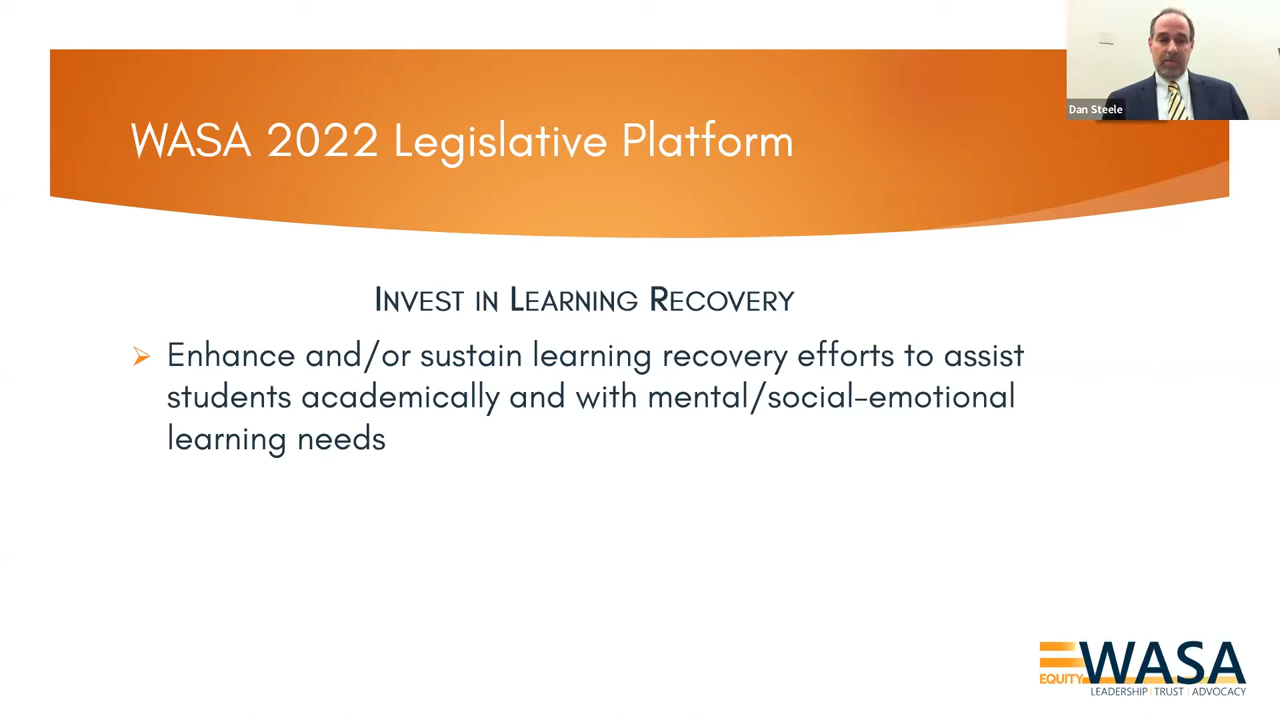 Dan Steele
WASA 2022 Legislative Platform
INVEST IN LEARNING RECOVERY
Enhance and/or sustain learning recovery efforts to assist
students academically and with mental/social-emotional
learning needs
WASA
EQUITY
LEADERSHIP | TRUST | ADVOCACY